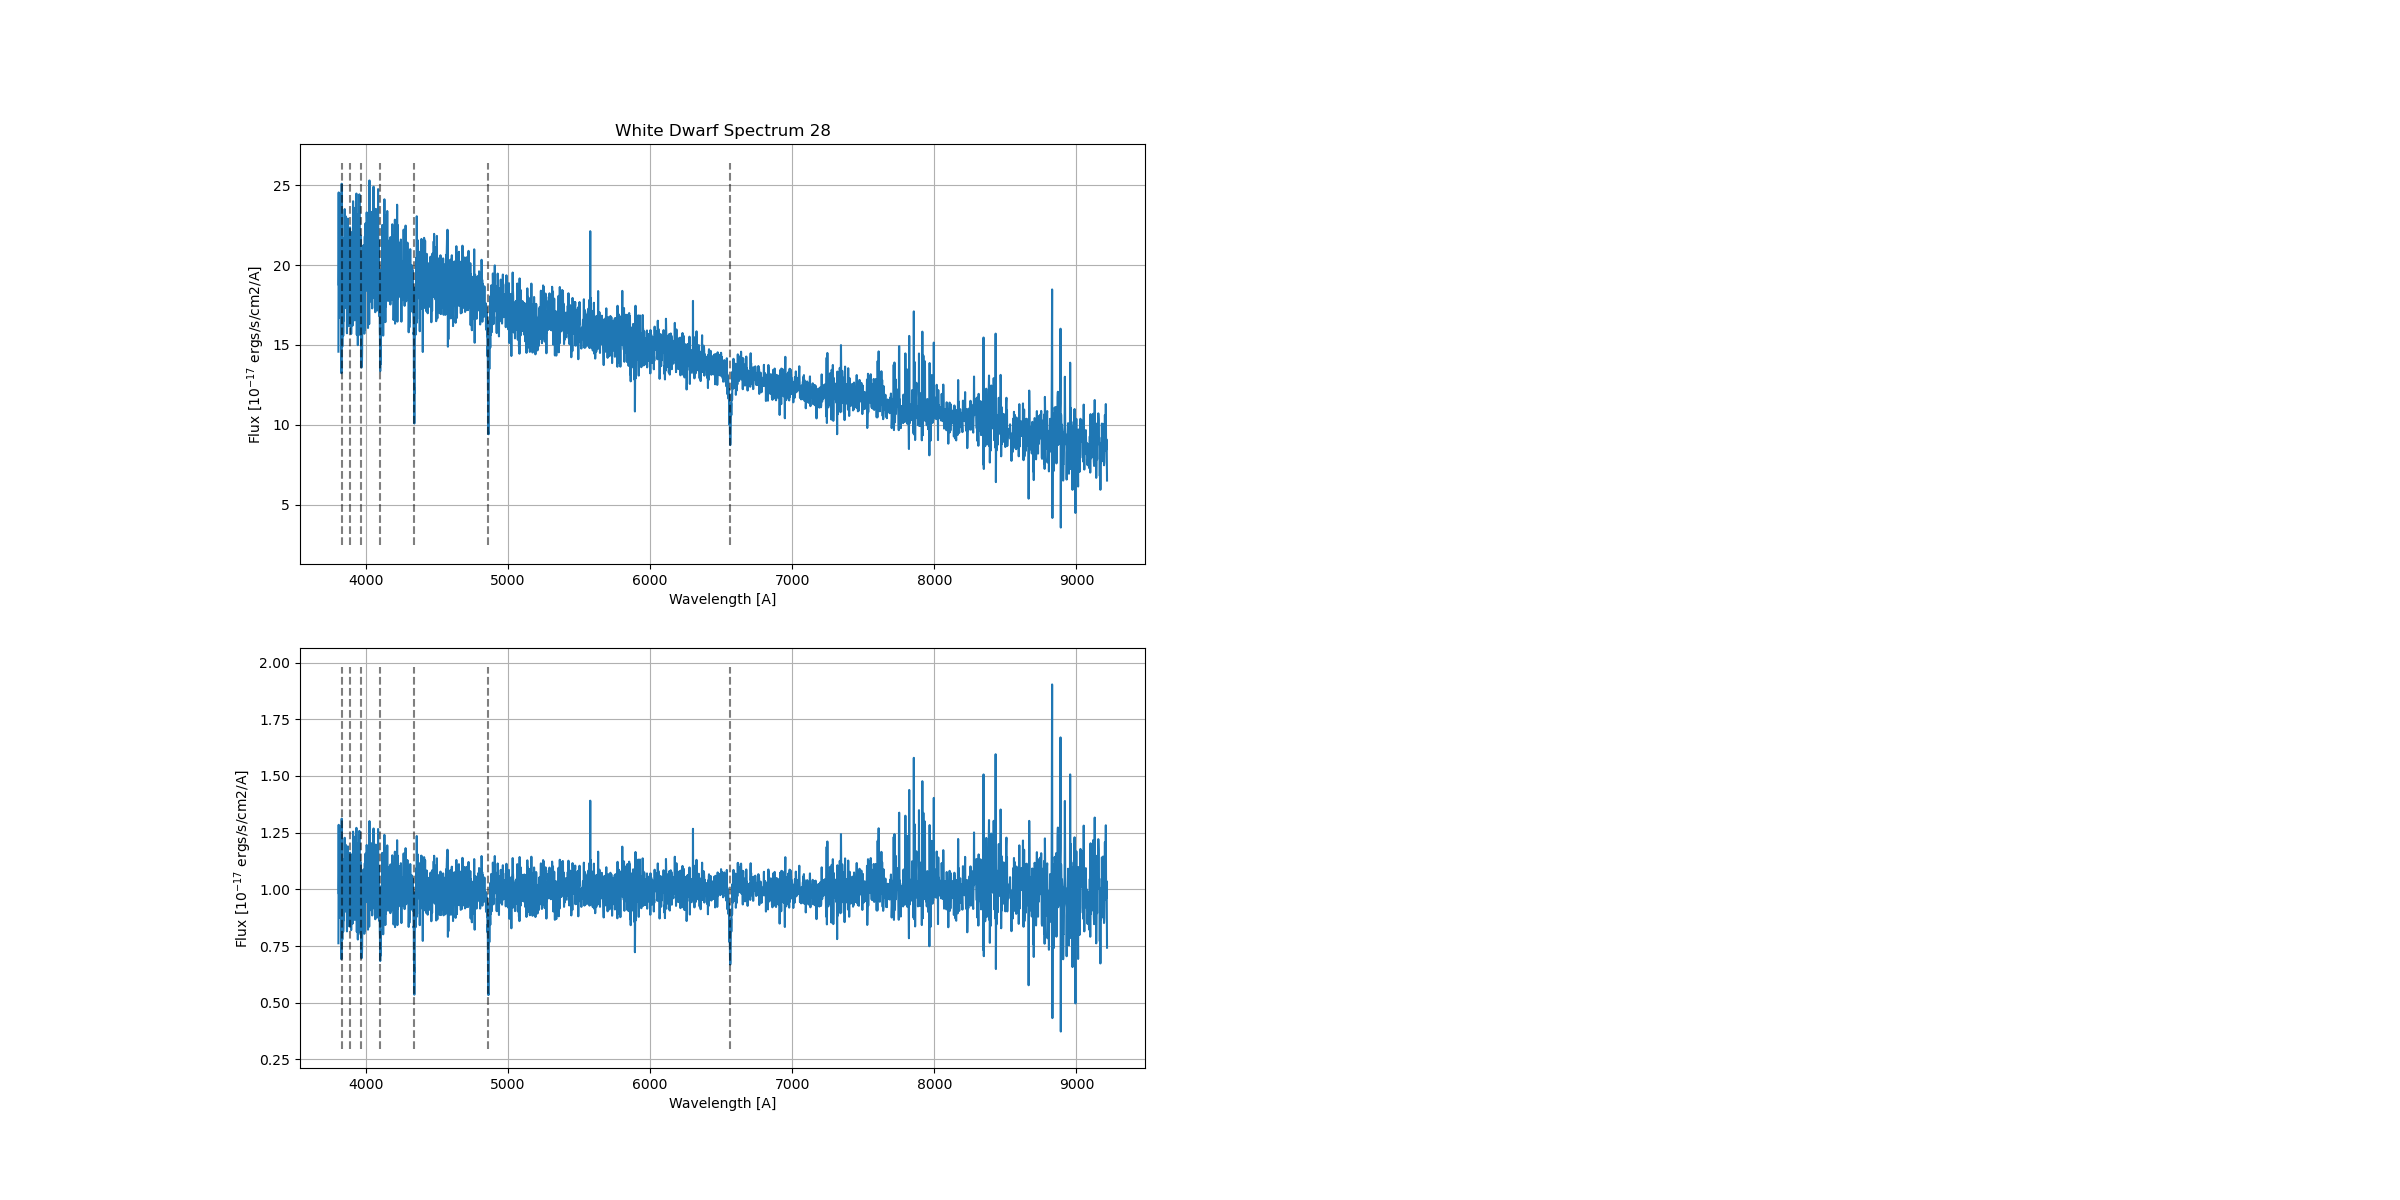 White Dwarf Spectrum 28
Flux [10⁻¹⁷ ergs/s/cm2/A]
25
20
15
10
5
4000 5000 6000 7000 8000 9000
Wavelength [A]
Flux [10⁻¹⁷ ergs/s/cm2/A]
2.00
1.75
1.50
1.25
1.00
0.75
0.50
0.25
4000 5000 6000 7000 8000 9000
Wavelength [A]